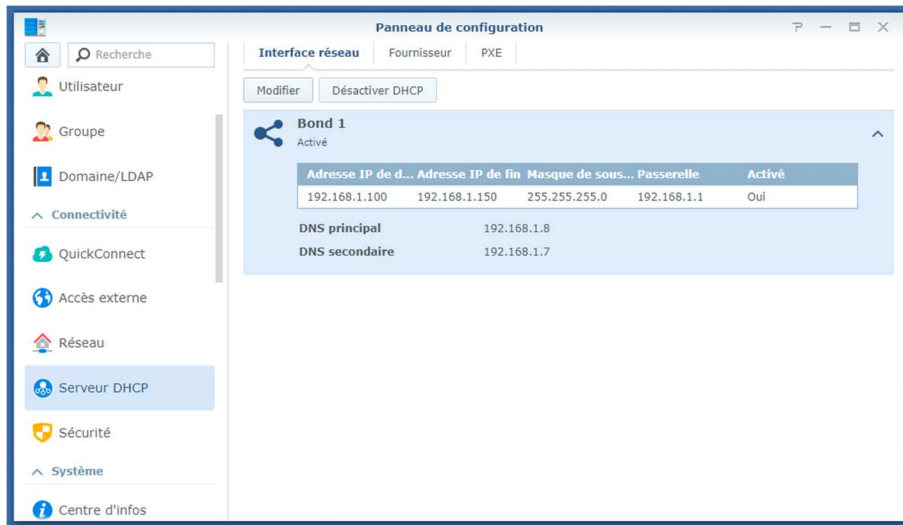 Panneau de configuration
Recherche
Utilisateur
Groupe
Domaine/LDAP
Connectivité
QuickConnect
Accès externe
Réseau
Serveur DHCP
Sécurité
Système
Centre d'infos
Interface réseau Fournisseur PXE
Modifier Désactiver DHCP
Bond 1
Activé
Adresse IP de d... Adresse IP de fin Masque de sous... Passerelle Activé
192.168.1.100 192.168.1.150 255.255.255.0 192.168.1.1 Oui
DNS principal 192.168.1.8
DNS secondaire 192.168.1.7